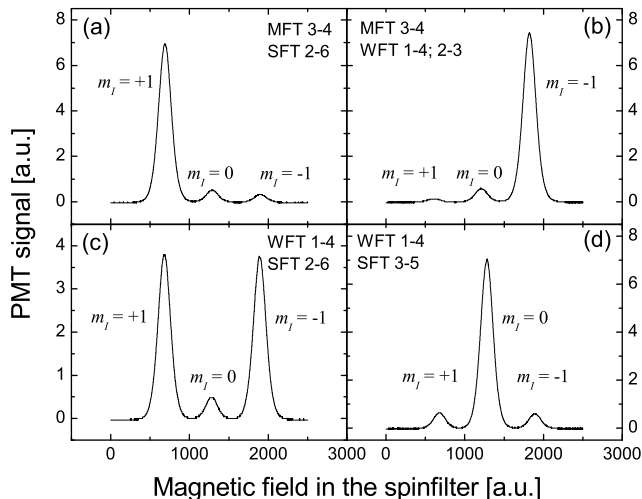 (a)
MFT 3-4
SFT 2-6
m_I = +1
m_I = 0
m_I = -1
8
6
4
2
0
(b)
MFT 3-4
WFT 1-4; 2-3
m_I = -1
m_I = +1
m_I = 0
8
6
4
2
0
(c)
WFT 1-4
SFT 2-6
m_I = +1
m_I = 0
m_I = -1
4
3
2
1
0
(d)
WFT 1-4
SFT 3-5
m_I = 0
m_I = +1
m_I = -1
8
6
4
2
0
0 1000 2000 3000
0 1000 2000 3000
PMT signal [a.u.]
Magnetic field in the spinfilter [a.u.]